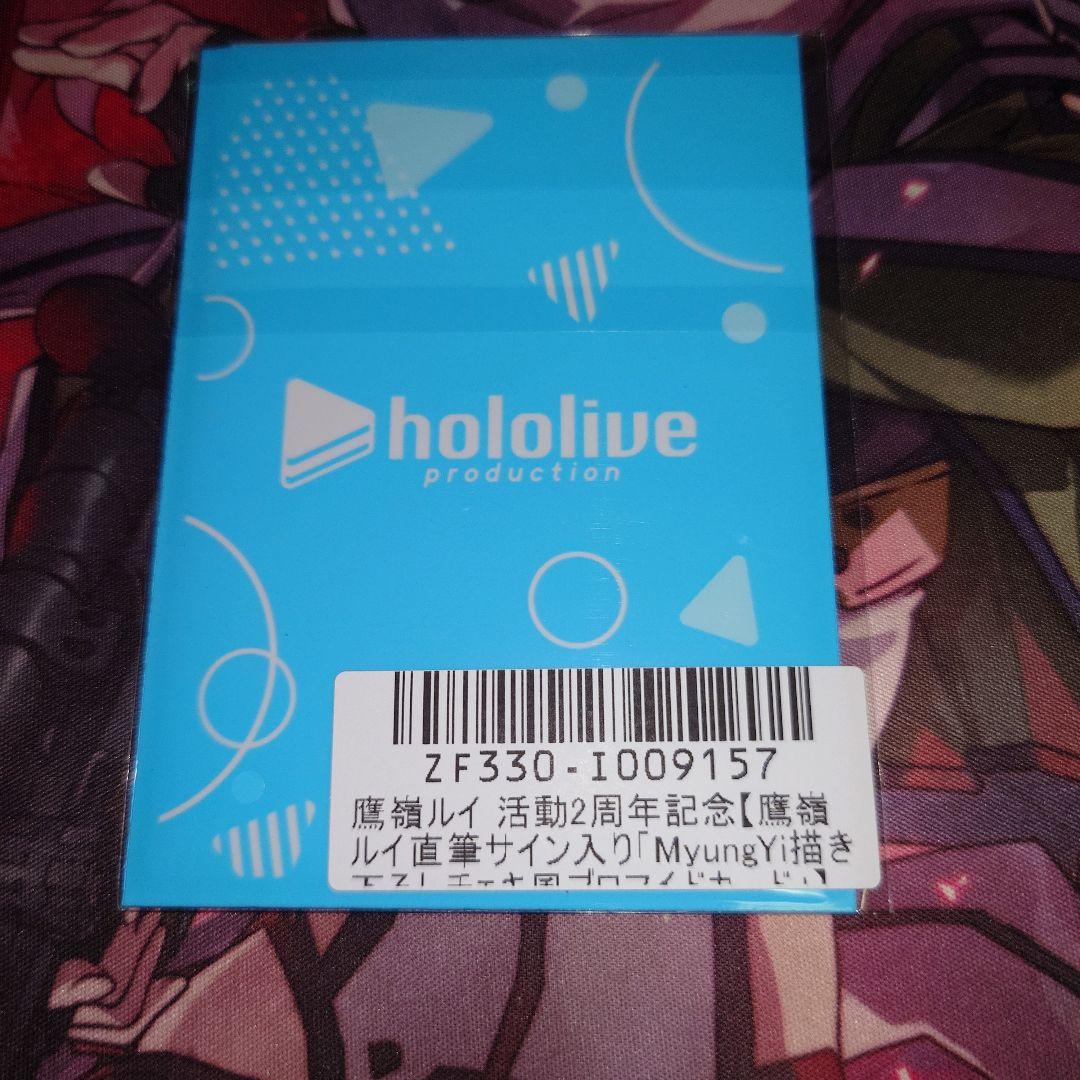 hololive
production
ZF330-I009157
鷹嶺ルイ 活動2周年記念【鷹嶺
ルイ直筆サイン入り「MyungYi描き